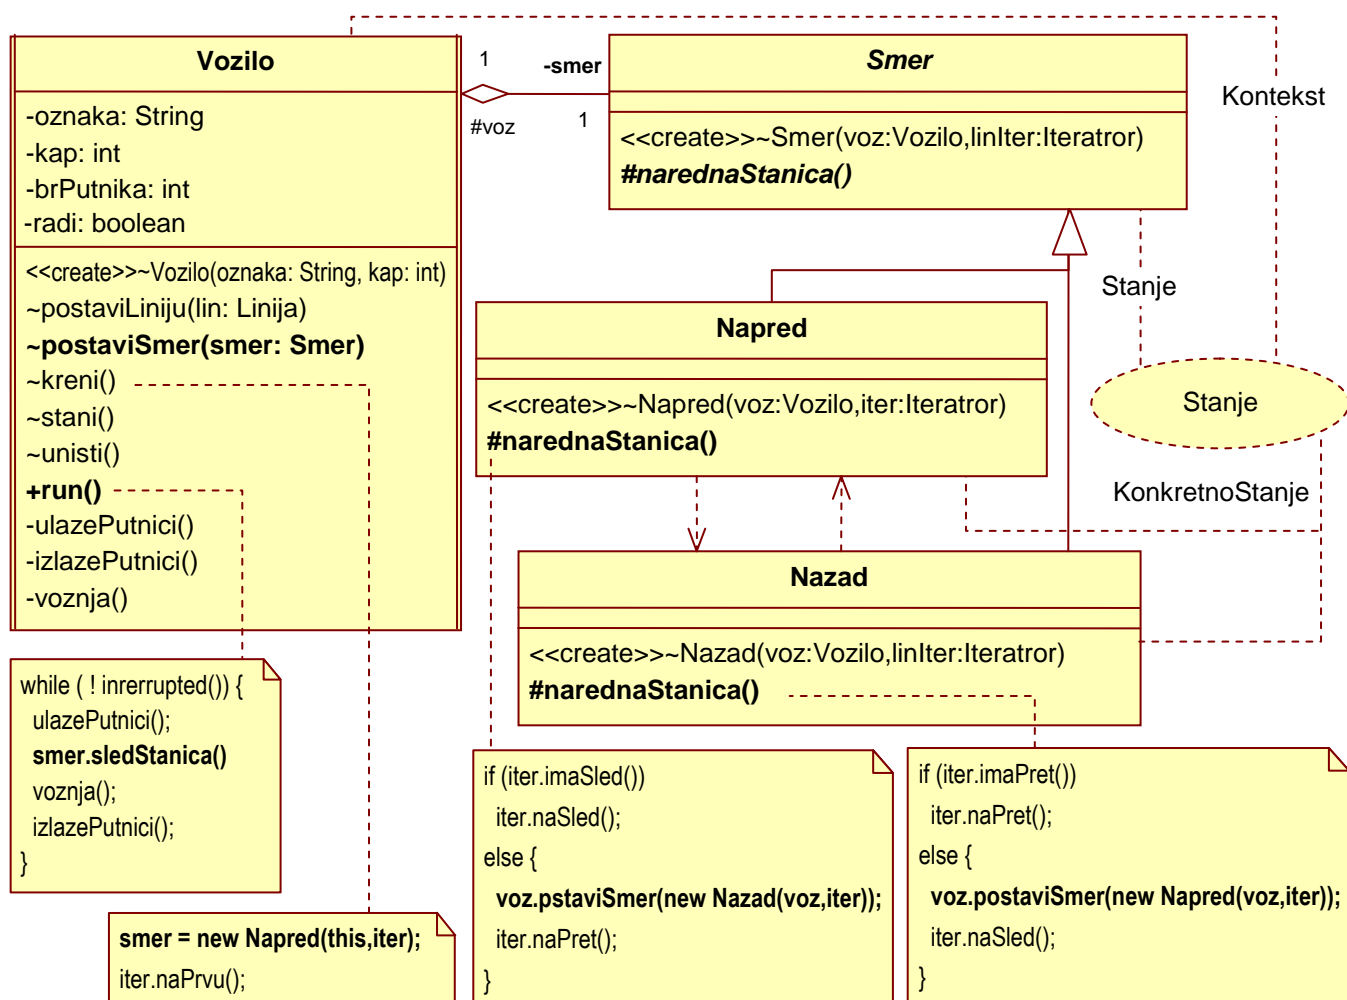 Vozilo
-oznaka: String
-kap: int
-brPutnika: int
-radi: boolean
<<create>>~Vozilo(oznaka: String, kap: int)
~postaviLiniju(lin: Linija)
~postaviSmer(smer: Smer)
~kreni()
~stani()
~unisti()
+run()
-ulazePutnici()
-izlazePutnici()
-voznja()
1
-smer
#voz
1
Smer
<<create>>~Smer(voz:Vozilo,linIter:Iteratror)
#narednaStanica()
Kontekst
Stanje
Stanje
KonkretnoStanje
Napred
<<create>>~Napred(voz:Vozilo,iter:Iteratror)
#narednaStanica()
Nazad
<<create>>~Nazad(voz:Vozilo,linIter:Iteratror)
#narednaStanica()
while ( ! inrerrupted()) {
ulazePutnici();
smer.sledStanica()
voznja();
izlazePutnici();
}
smer = new Napred(this,iter);
iter.naPrvu();
if (iter.imaSled())
iter.naSled();
else {
voz.pstaviSmer(new Nazad(voz,iter));
iter.naPret();
}
if (iter.imaPret())
iter.naPret();
else {
voz.postaviSmer(new Napred(voz,iter));
iter.naSled();
}